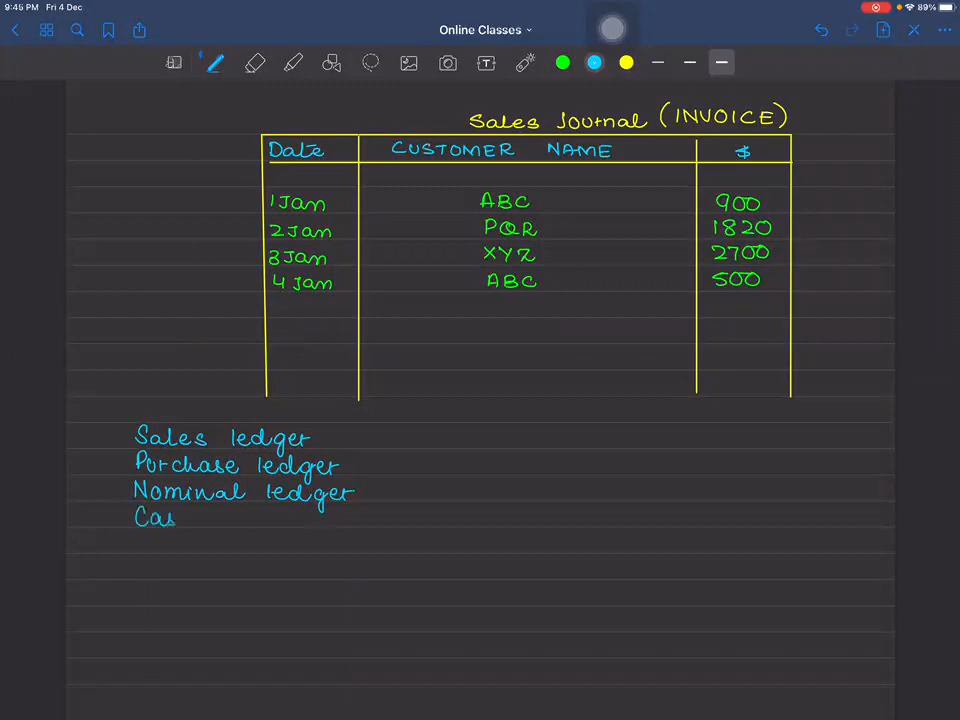 9:45 PM Fri 4 Dec 89%
Online Classes
Sales Journal (INVOICE)
Date CUSTOMER NAME $
1 Jan ABC 900
2 Jan PQR 1820
3 Jan XYZ 2700
4 Jan ABC 500
Sales ledger
Purchase ledger
Nominal ledger
Cas